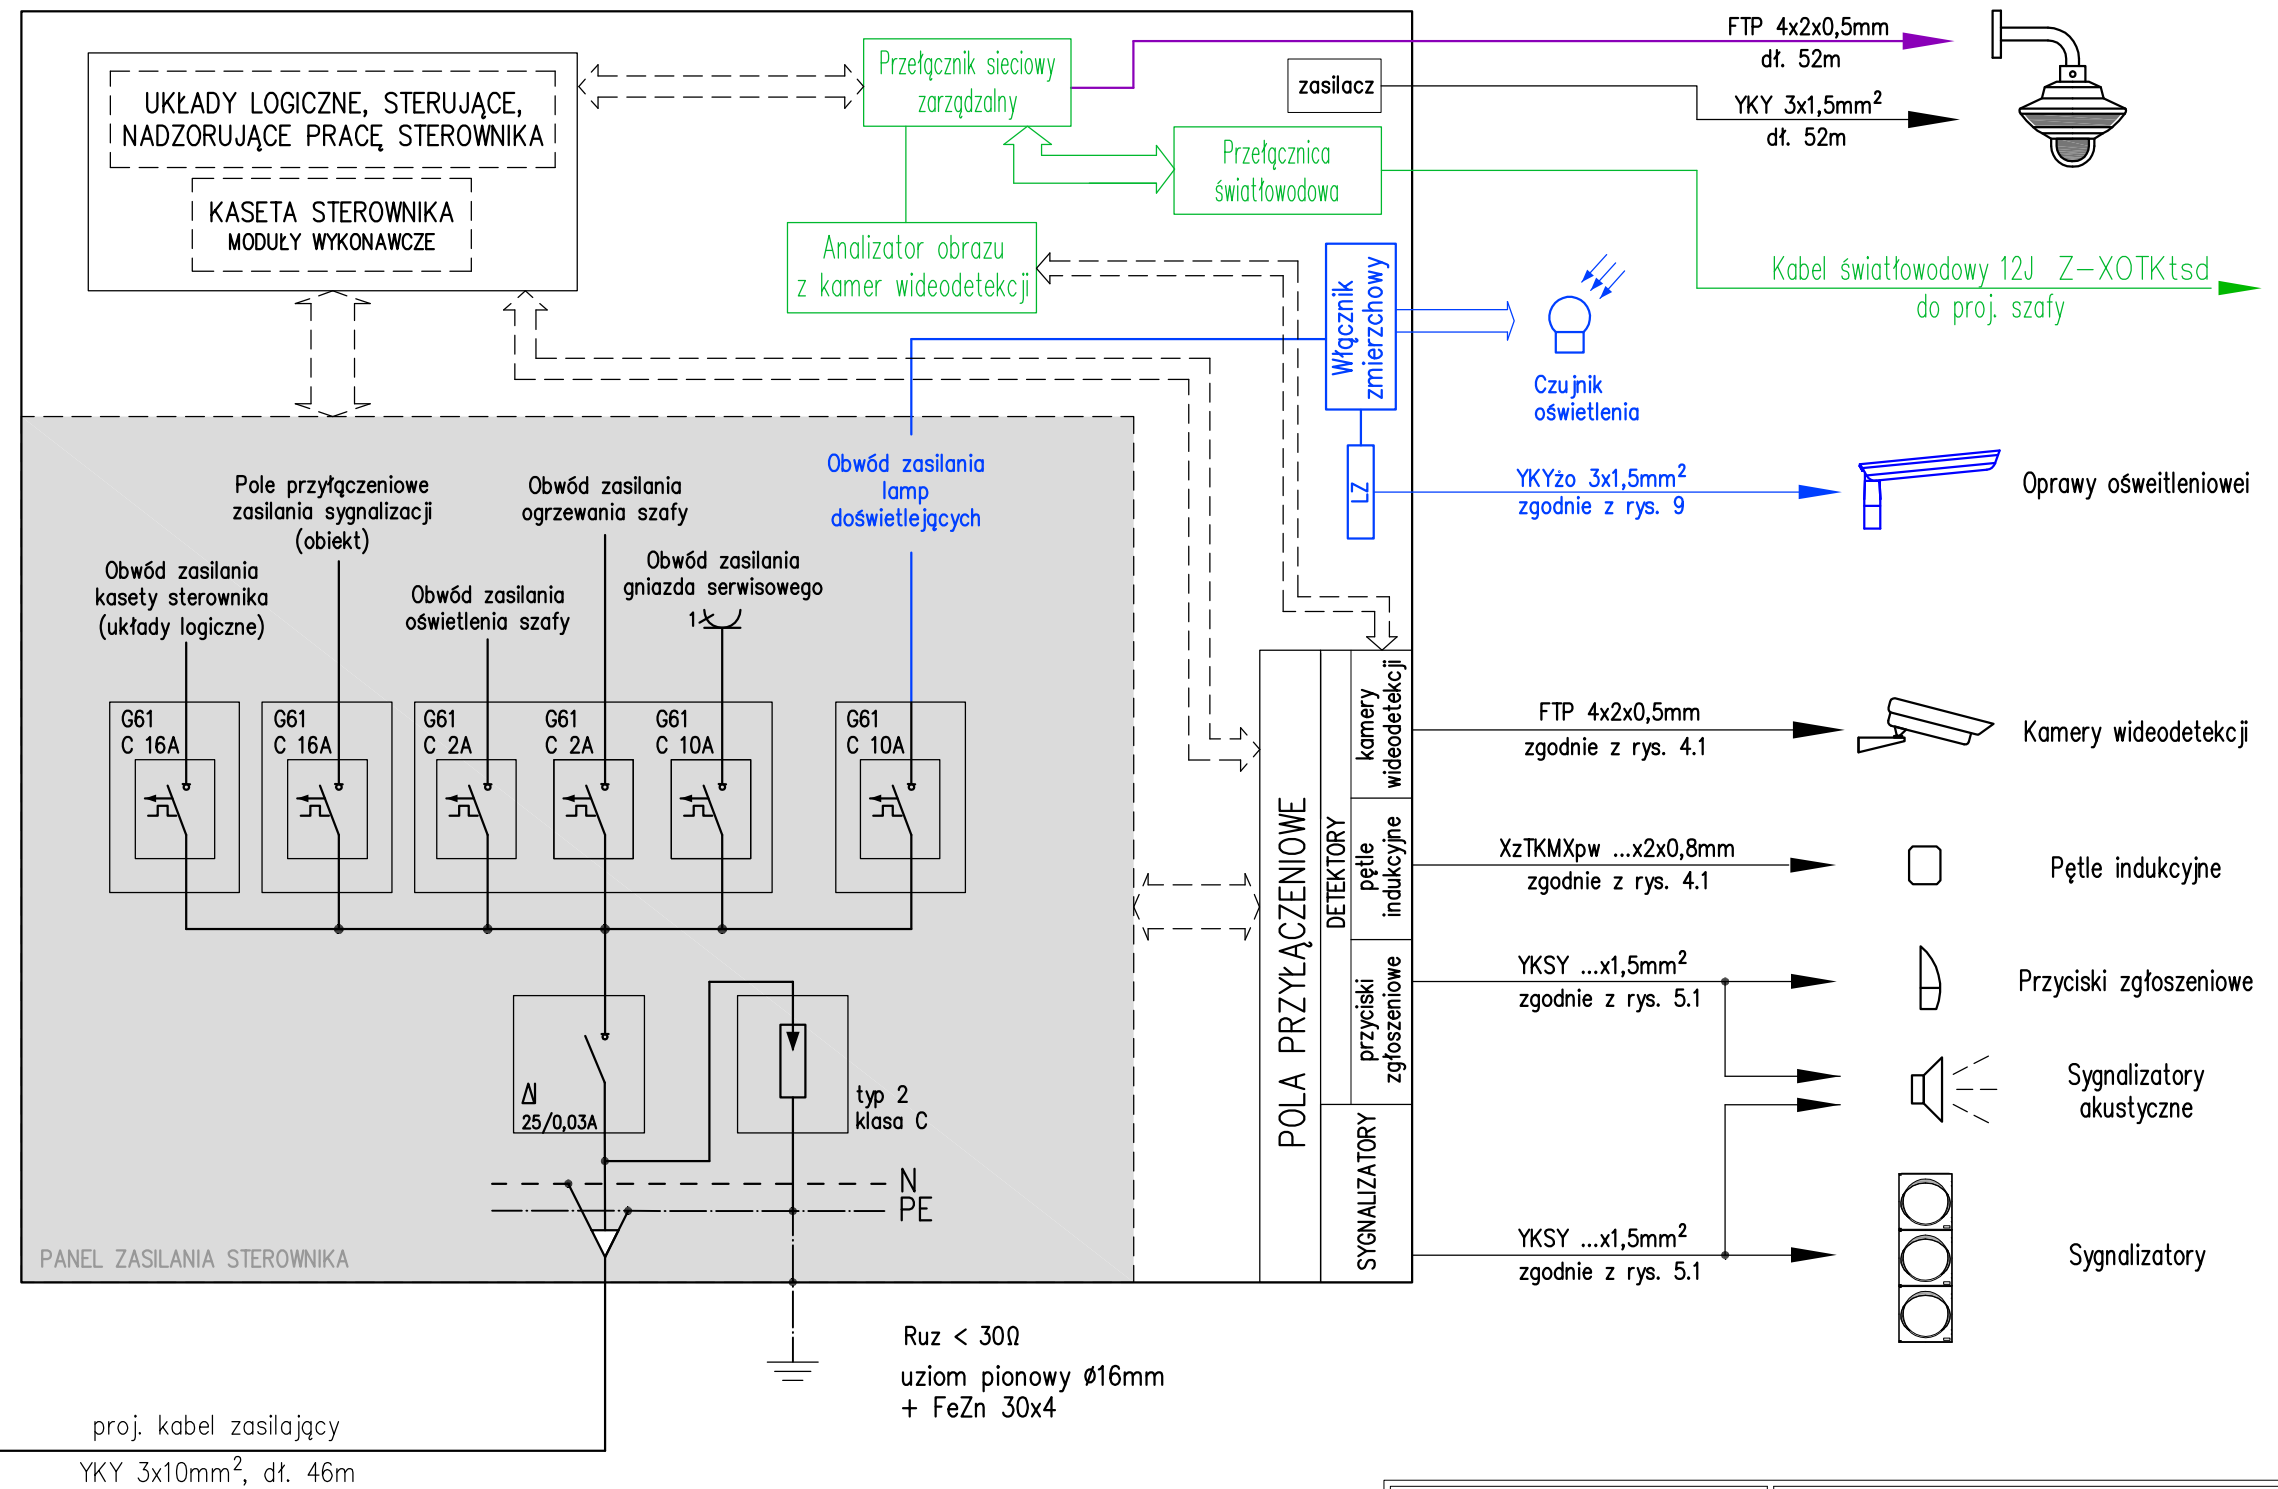 UKŁADY LOGICZNE, STERUJĄCE,
NADZORUJĄCE PRACĘ STEROWNIKA
KASETA STEROWNIKA
MODUŁY WYKONAWCZE
Przełącznik sieciowy
zarządzalny
zasilacz
Przełącznica
światłowodowa
Analizator obrazu
z kamer wideodetekcji
Włącznik
zmierzchowy
LZ
FTP 4x2x0,5mm
dł. 52m
YKY 3x1,5mm²
dł. 52m
Kabel światłowodowy 12J Z-XOTKtsd
do proj. szafy
Czujnik
oświetlenia
YKYżo 3x1,5mm²
zgodnie z rys. 9
Oprawy ośweitleniowei
Pole przyłączeniowe
zasilania sygnalizacji
(obiekt)
Obwód zasilania
ogrzewania szafy
Obwód zasilania
lamp
doświetlejących
Obwód zasilania
kasety sterownika
(układy logiczne)
Obwód zasilania
oświetlenia szafy
Obwód zasilania
gniazda serwisowego
1x
G61
C 16A
G61
C 16A
G61
C 2A
G61
C 2A
G61
C 10A
G61
C 10A
ΔI
25/0,03A
typ 2
klasa C
N
PE
PANEL ZASILANIA STEROWNIKA
POLA PRZYŁĄCZENIOWE
DETEKTORY
kamery
wideodetekcji
pętle
indukcyjne
przyciski
zgłoszeniowe
SYGNALIZATORY
FTP 4x2x0,5mm
zgodnie z rys. 4.1
Kamery wideodetekcji
XzTKMXpw ...x2x0,8mm
zgodnie z rys. 4.1
Pętle indukcyjne
YKSY ...x1,5mm²
zgodnie z rys. 5.1
Przyciski zgłoszeniowe
Sygnalizatory
akustyczne
YKSY ...x1,5mm²
zgodnie z rys. 5.1
Sygnalizatory
Ruz < 30Ω
uziom pionowy ø16mm
+ FeZn 30x4
proj. kabel zasilający
YKY 3x10mm², dł. 46m